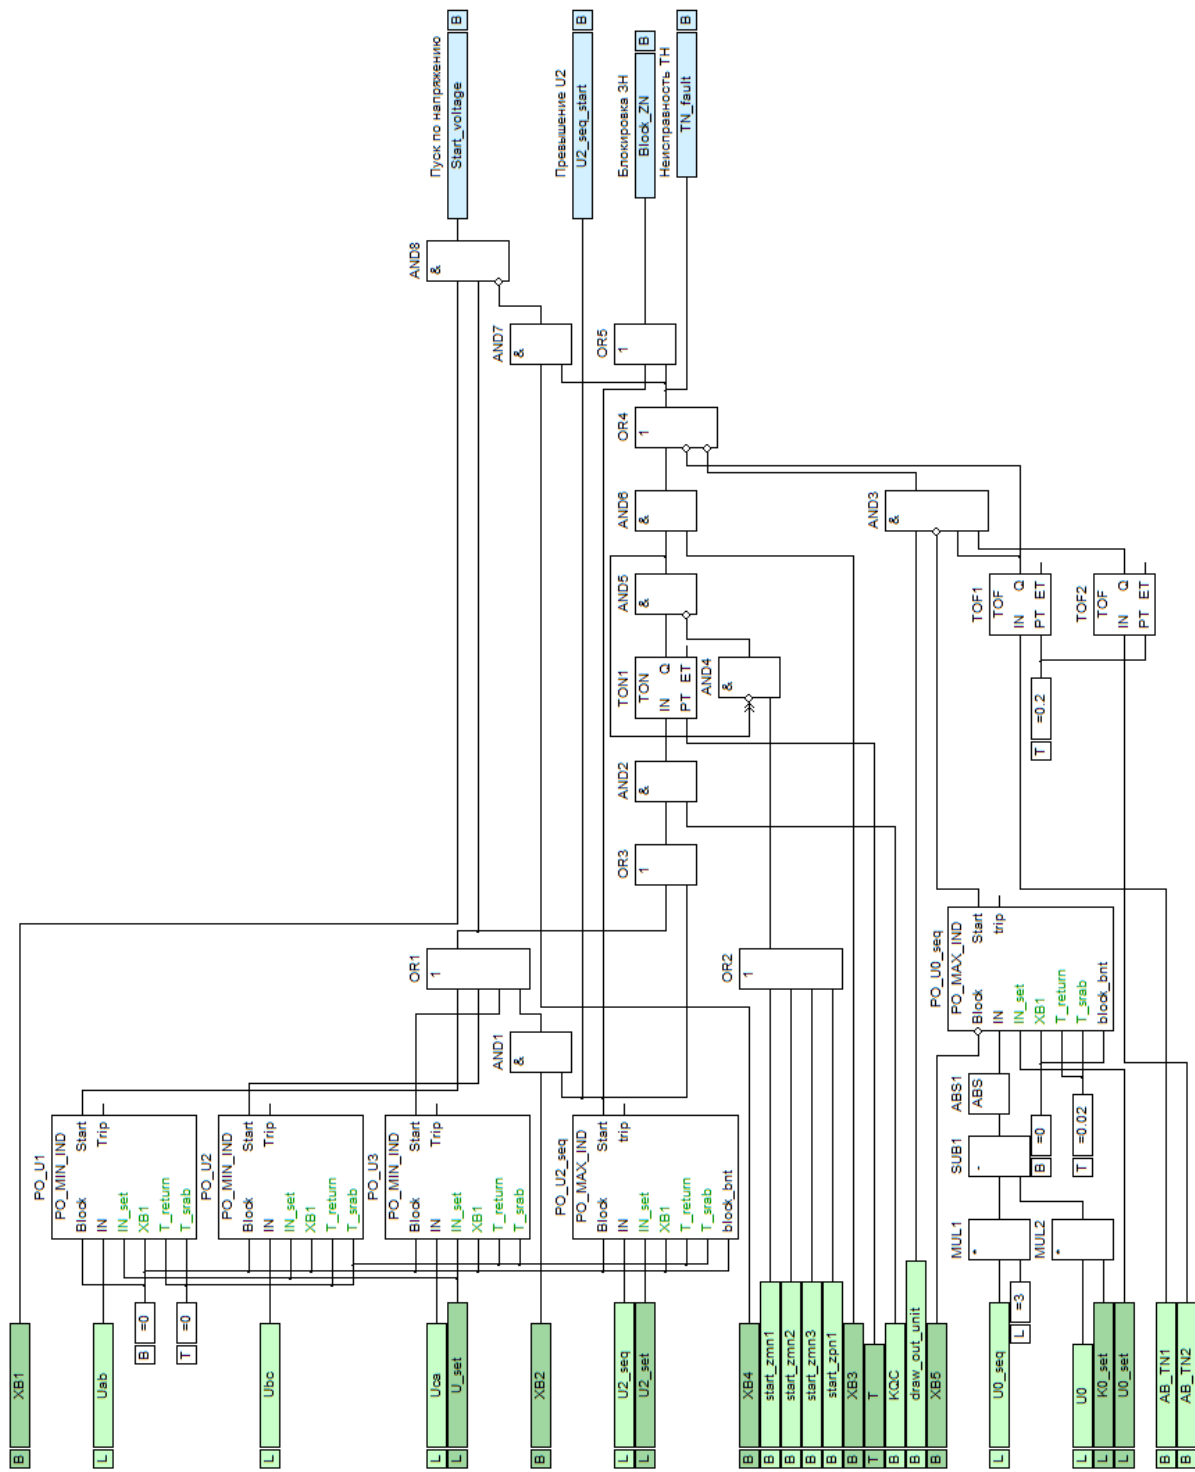 B XB1
L Uab
B =0
T =0
L Ubc
L Uca
L U_set
B XB2
L U2_seq
L U2_set
B XB4
B start_zmn1
B start_zmn2
B start_zmn3
B start_zpn1
B XB3
T T
B KQC
B draw_out_unit
B XB5
L U0_seq
L =3
L U0
L K0_set
L U0_set
B AB_TN1
B AB_TN2
PO_U1
PO_MIN_IND
Block Start
IN Trip
IN_set
XB1
T_return
T_srab
PO_U2
PO_MIN_IND
Block Start
IN Trip
IN_set
XB1
T_return
T_srab
PO_U3
PO_MIN_IND
Block Start
IN Trip
IN_set
XB1
T_return
T_srab
PO_U2_seq
PO_MAX_IND
Block Start
IN trip
IN_set
XB1
T_return
T_srab
block_bnt
MUL1
*
MUL2
*
SUB1
-
ABS1
ABS
B =0
T =0.02
AND1
&
OR1
1
OR2
1
PO_U0_seq
PO_MAX_IND
Block Start
IN trip
IN_set
XB1
T_return
T_srab
block_bnt
OR3
1
AND2
&
TON1
TON
IN Q
PT ET
AND4
&
T =0.2
AND5
&
TOF1
TOF
IN Q
PT ET
TOF2
TOF
IN Q
PT ET
AND6
&
AND3
&
OR4
1
AND7
&
OR5
1
AND8
&
Пуск по напряжению
Start_voltage B
Превышение U2
U2_seq_start B
Блокировка ЗН
Block_ZN B
Неисправность ТН
TN_fault B